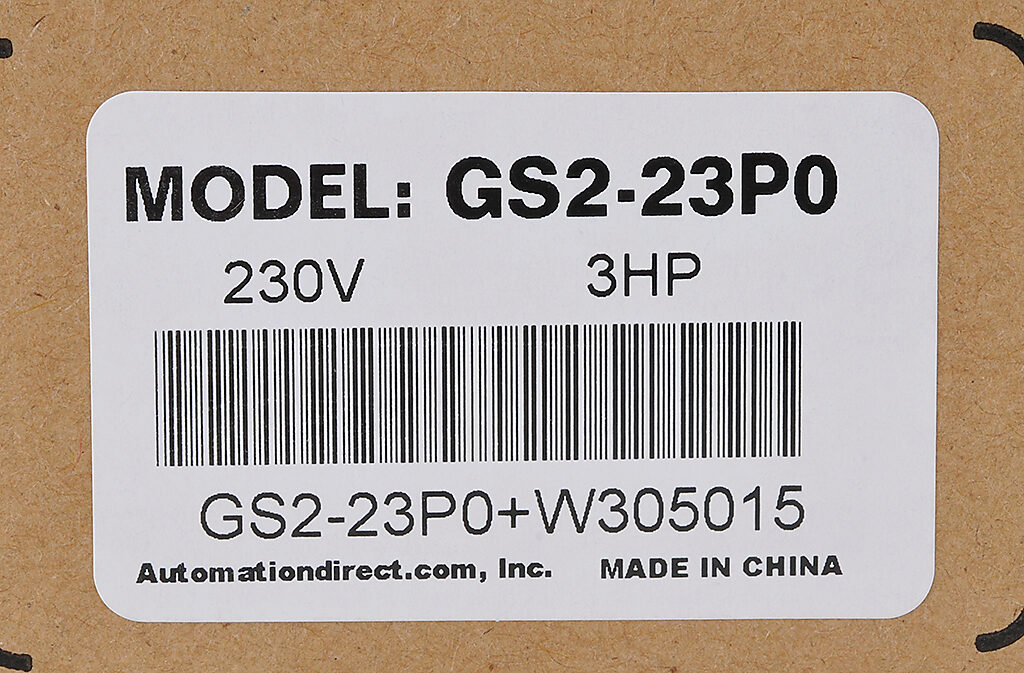 MODEL: GS2-23P0
230V 3HP
GS2-23P0+W305015
Automationdirect.com, Inc. MADE IN CHINA